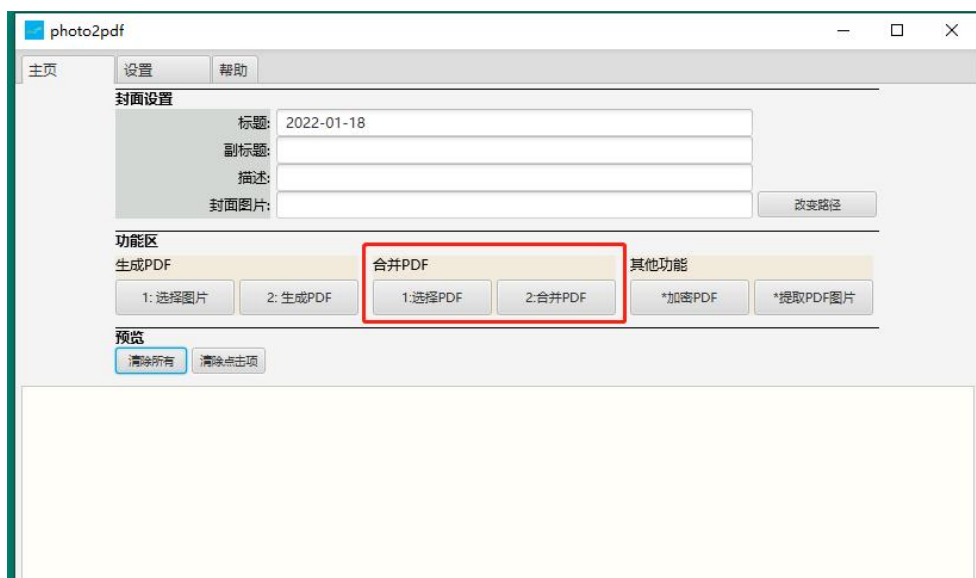 photo2pdf
主页 设置 帮助
封面设置
标题: 2022-01-18
副标题:
描述:
封面图片: 改变路径
功能区
生成PDF 合并PDF 其他功能
1: 选择图片 2: 生成PDF 1:选择PDF 2:合并PDF *加密PDF *提取PDF图片
预览
清除所有 清除点击项